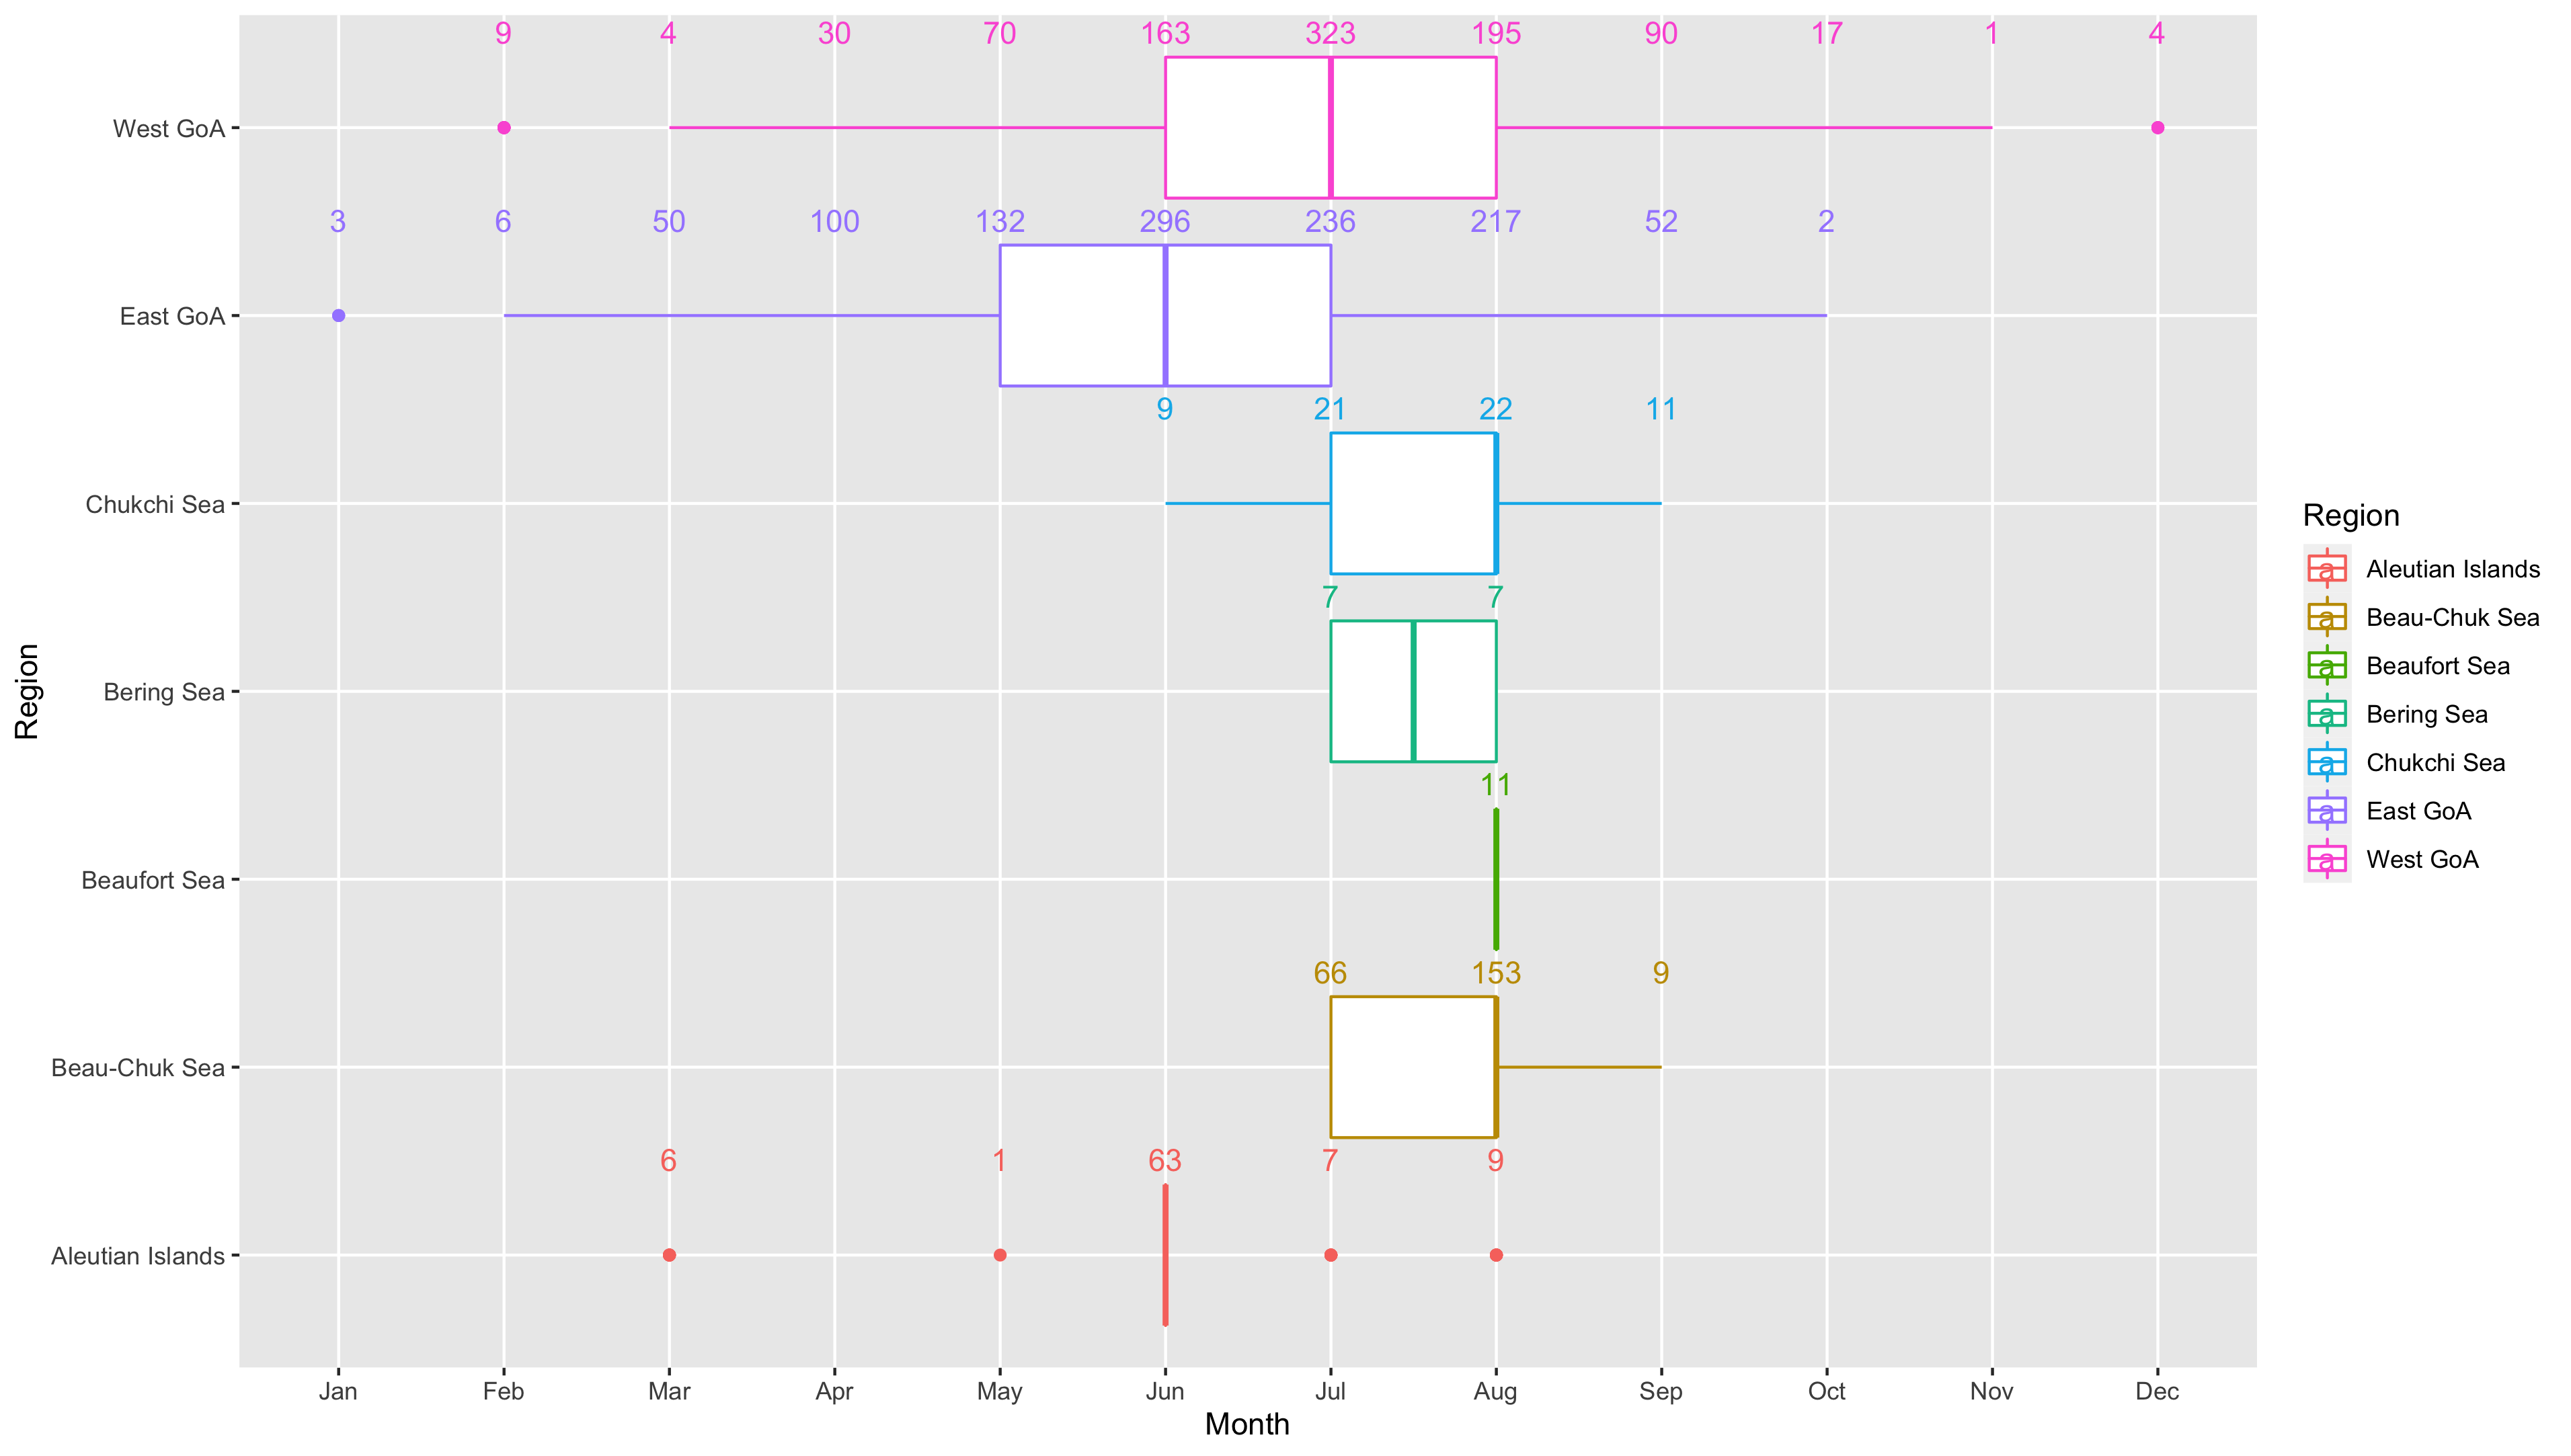 9 4 30 70 163 323 195 90 17 1 4
West GoA
3 6 50 100 132 296 236 217 52 2
East GoA
9 21 22 11
Chukchi Sea
7 7
Bering Sea
11
Beaufort Sea
66 153 9
Beau-Chuk Sea
6 1 63 7 9
Aleutian Islands
Jan Feb Mar Apr May Jun Jul Aug Sep Oct Nov Dec
Month
Region
Region
a Aleutian Islands
a Beau-Chuk Sea
a Beaufort Sea
a Bering Sea
a Chukchi Sea
a East GoA
a West GoA